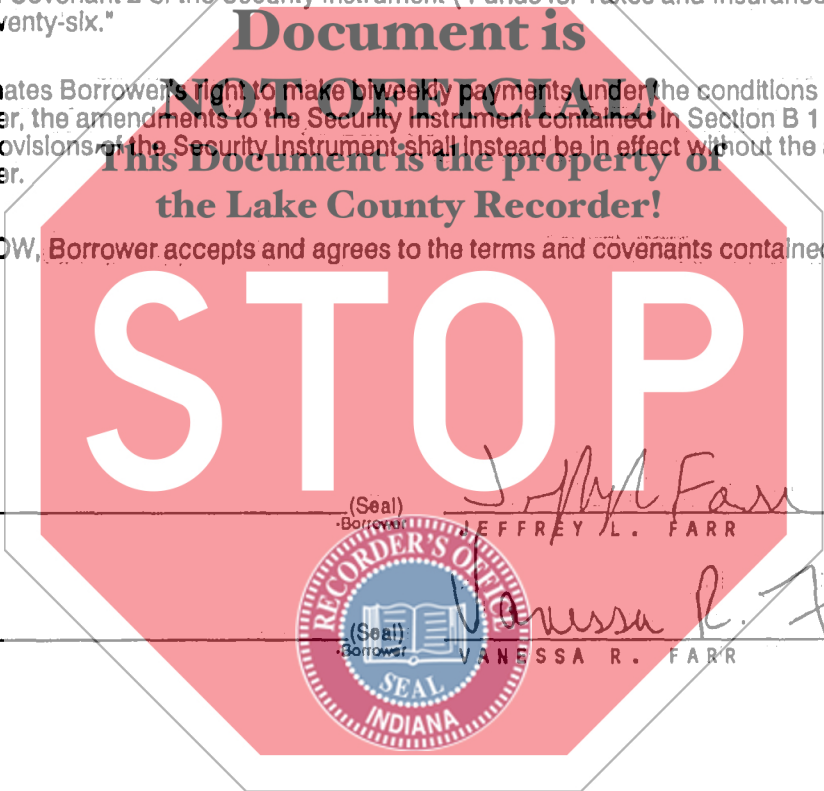 Covenant 2 of the Security Instrument ("Funds for Taxes and Insurance
venty-six."
Document is
ates Borrower's right to make biweekly payments under the conditions
NOT OFFICIAL!
er, the amendments to the Security Instrument contained in Section B 1
ovisions of the Security Instrument shall instead be in effect without the
This Document is the property of
er.
the Lake County Recorder!
OW, Borrower accepts and agrees to the terms and covenants contained
STOP
(Seal)
-Borrower
JEFFREY L. FARR
RECORDER'S OFFICE
Vanessa R. F
(Seal)
-Borrower
VANESSA R. FARR
SEAL
INDIANA